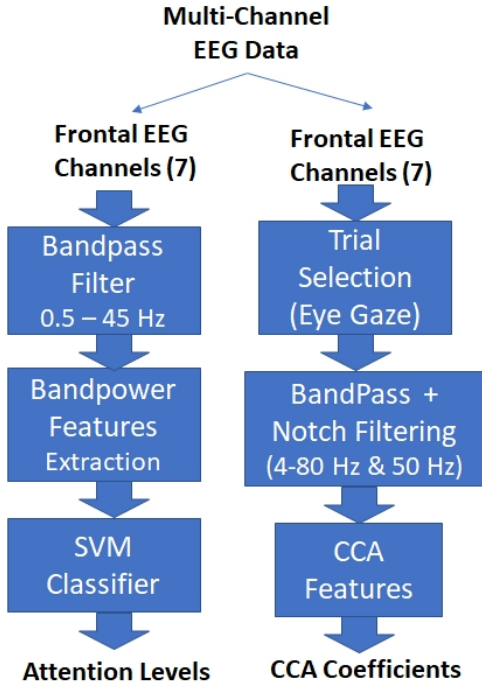 Multi-Channel
EEG Data
Frontal EEG
Channels (7)
Bandpass
Filter
0.5 – 45 Hz
Bandpower
Features
Extraction
SVM
Classifier
Attention Levels
Frontal EEG
Channels (7)
Trial
Selection
(Eye Gaze)
BandPass +
Notch Filtering
(4-80 Hz & 50 Hz)
CCA
Features
CCA Coefficients